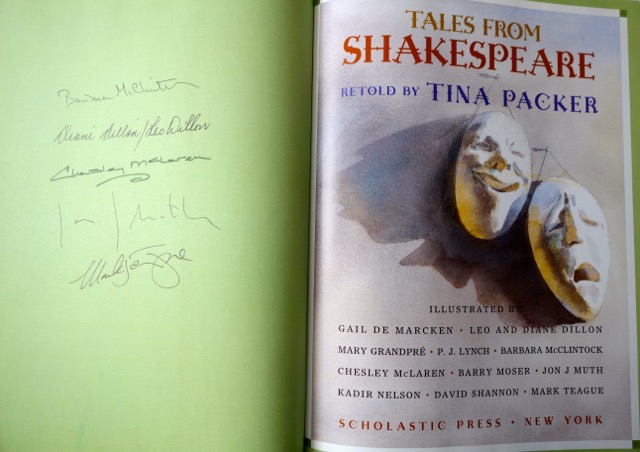 Barbara McClintock
Diane Dillon/Leo Dillon
Chesley McLaren
Mark Teague
TALES FROM
SHAKESPEARE
RETOLD BY TINA PACKER
ILLUSTRATED BY
GAIL DE MARCKEN • LEO AND DIANE DILLON
MARY GRANDPRÉ • P. J. LYNCH • BARBARA McCLINTOCK
CHESLEY McLAREN • BARRY MOSER • JON J MUTH
KADIR NELSON • DAVID SHANNON • MARK TEAGUE
SCHOLASTIC PRESS • NEW YORK